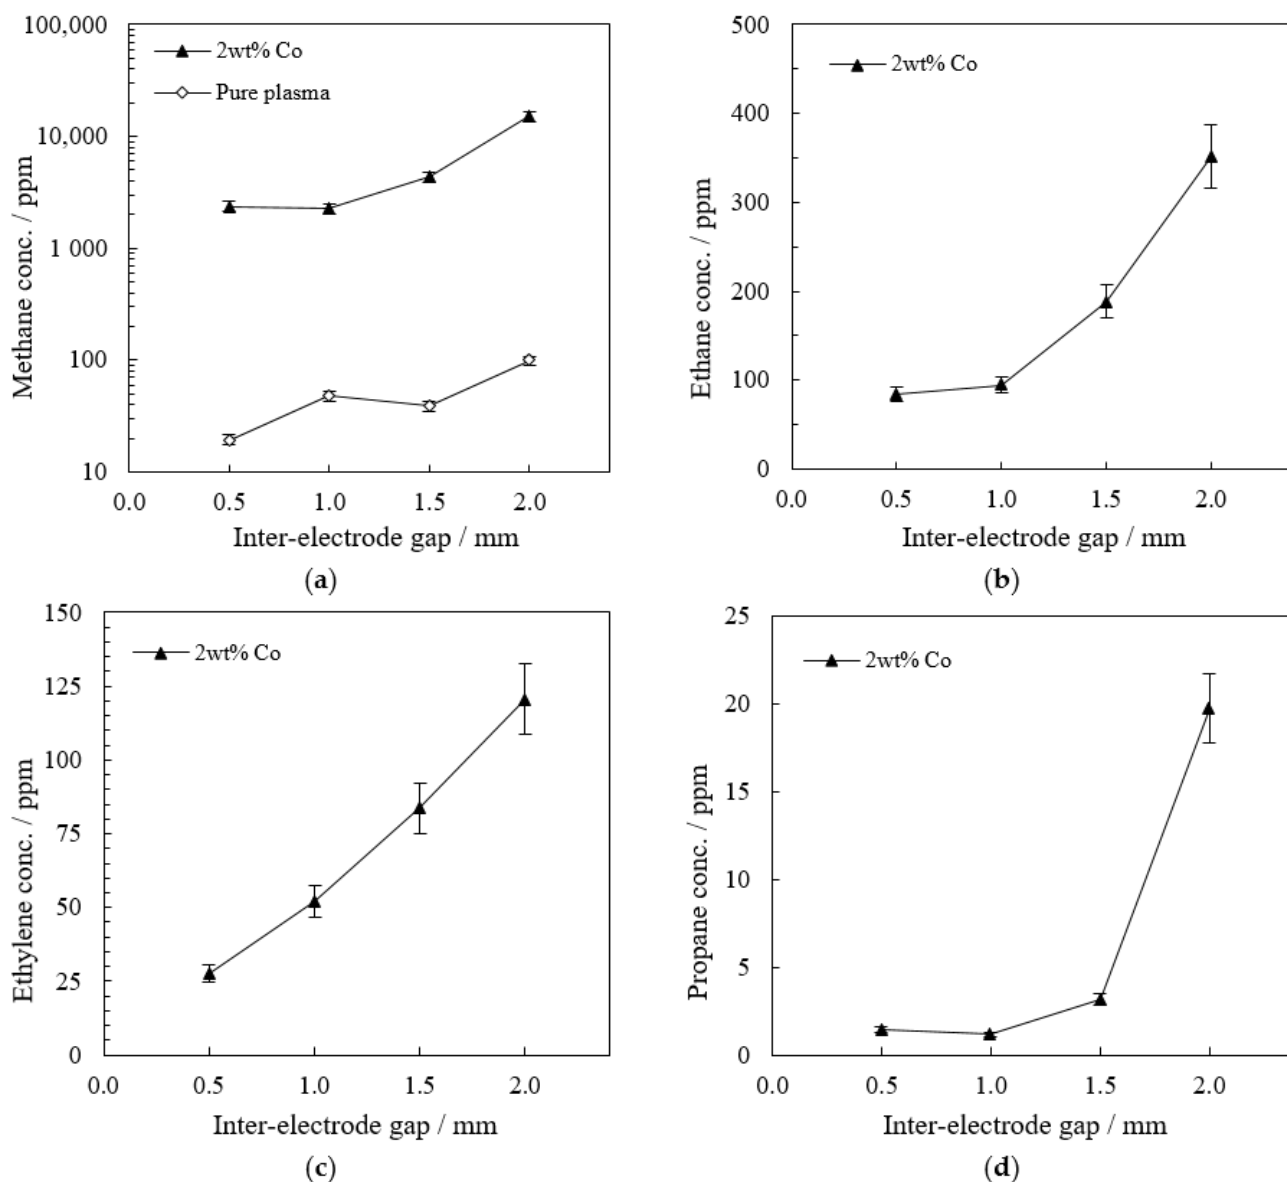 100,000
10,000
1 000
100
10
Methane conc. / ppm
2wt% Co
Pure plasma
0.0 0.5 1.0 1.5 2.0
Inter-electrode gap / mm
(a)
500
400
300
200
100
0
Ethane conc. / ppm
2wt% Co
0.0 0.5 1.0 1.5 2.0
Inter-electrode gap / mm
(b)
150
125
100
75
50
25
0
Ethylene conc. / ppm
2wt% Co
0.0 0.5 1.0 1.5 2.0
Inter-electrode gap / mm
(c)
25
20
15
10
5
0
Propane conc. / ppm
2wt% Co
0.0 0.5 1.0 1.5 2.0
Inter-electrode gap / mm
(d)